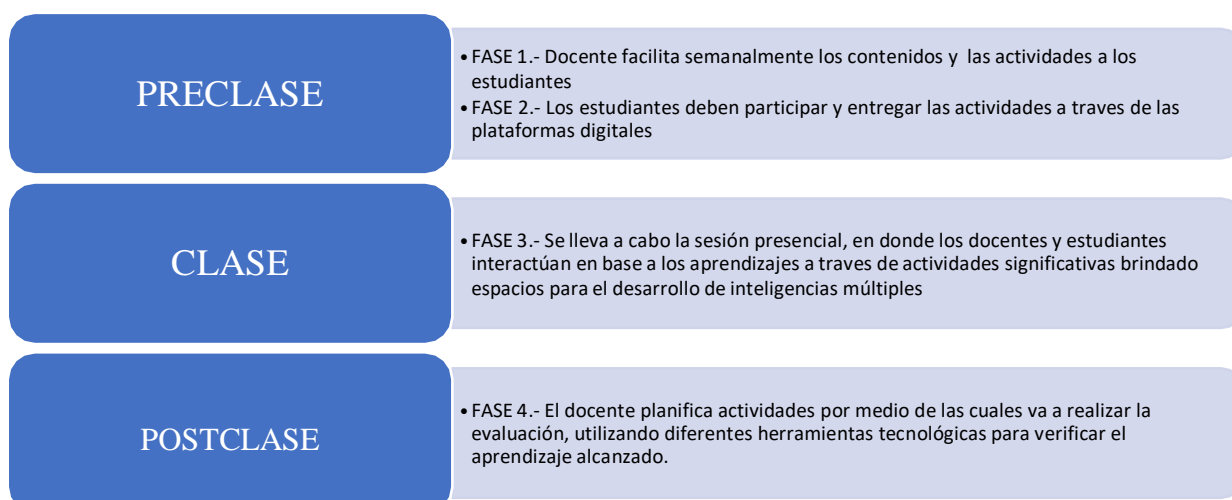 PRECLASE
• FASE 1.- Docente facilita semanalmente los contenidos y las actividades a los
estudiantes
• FASE 2.- Los estudiantes deben participar y entregar las actividades a traves de las
plataformas digitales
CLASE
• FASE 3.- Se lleva a cabo la sesión presencial, en donde los docentes y estudiantes
interactúan en base a los aprendizajes a traves de actividades significativas brindado
espacios para el desarrollo de inteligencias múltiples
POSTCLASE
• FASE 4.- El docente planifica actividades por medio de las cuales va a realizar la
evaluación, utilizando diferentes herramientas tecnológicas para verificar el
aprendizaje alcanzado.